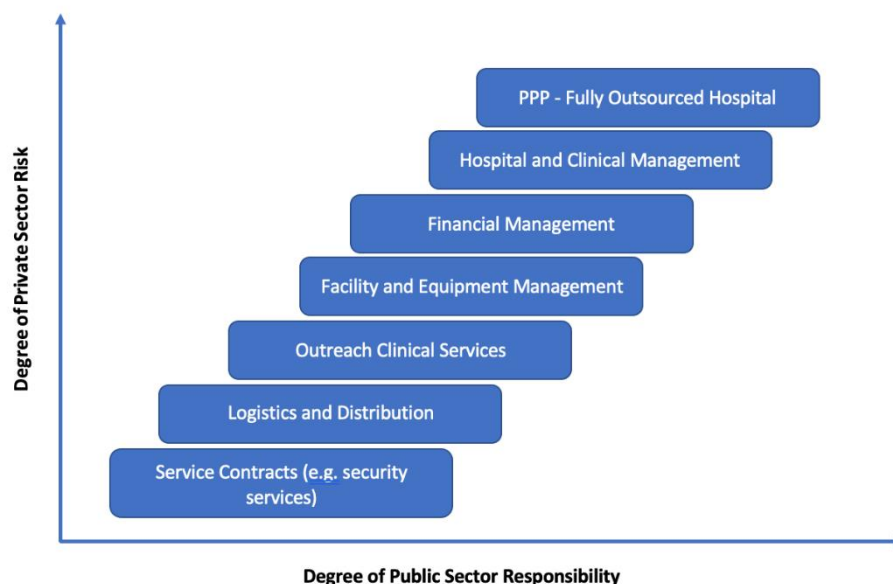 PPP - Fully Outsourced Hospital
Hospital and Clinical Management
Financial Management
Facility and Equipment Management
Outreach Clinical Services
Logistics and Distribution
Service Contracts (e.g. security
services)
Degree of Private Sector Risk
Degree of Public Sector Responsibility